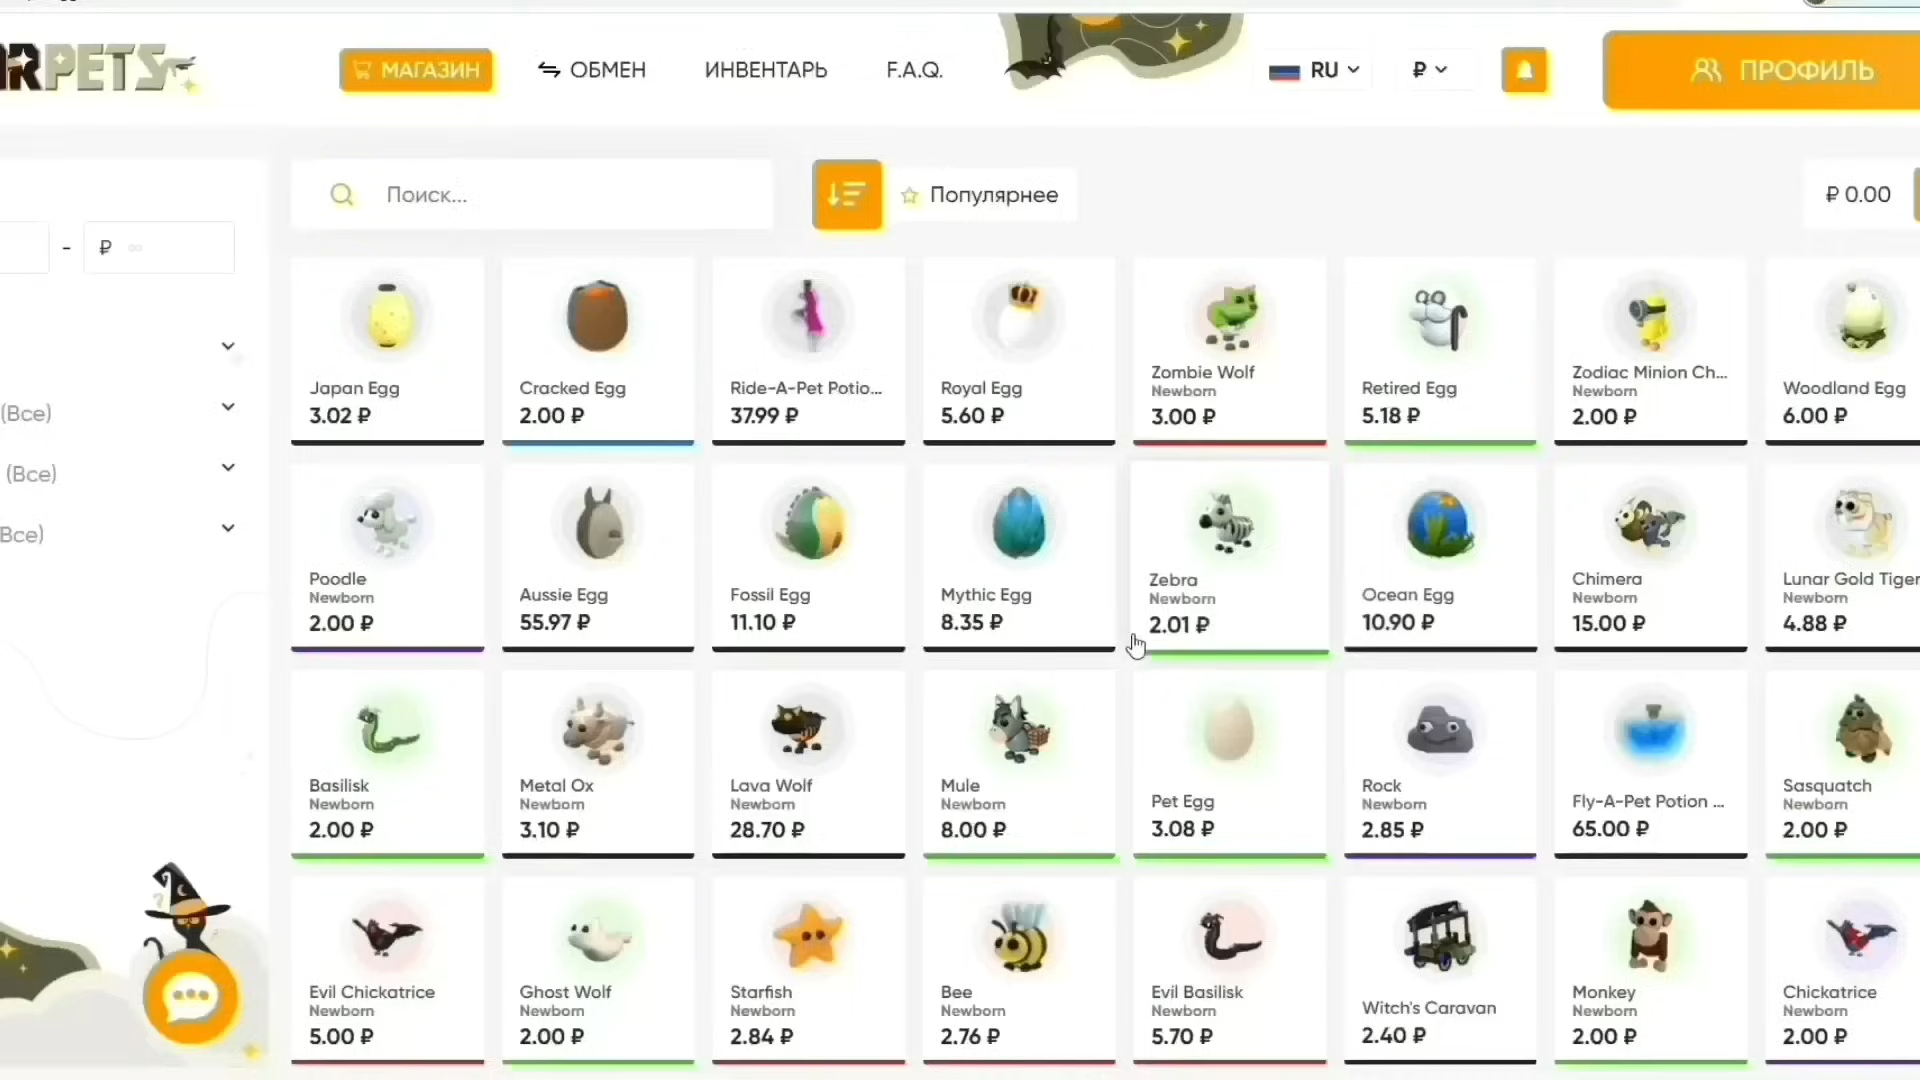 RPETS
МАГАЗИН
ОБМЕН
ИНВЕНТАРЬ
F.A.Q.
RU
₽
ПРОФИЛЬ
Поиск...
Популярнее
₽ 0.00
- ₽ ∞
(Все)
(Все)
Все)
Japan Egg
3.02 ₽
Cracked Egg
2.00 ₽
Ride-A-Pet Potio...
37.99 ₽
Royal Egg
5.60 ₽
Zombie Wolf
Newborn
3.00 ₽
Retired Egg
5.18 ₽
Zodiac Minion Ch...
2.00 ₽
Newborn
Woodland Egg
6.00 ₽
Poodle
Newborn
2.00 ₽
Aussie Egg
55.97 ₽
Fossil Egg
11.10 ₽
Mythic Egg
8.35 ₽
Zebra
Newborn
2.01 ₽
Ocean Egg
10.90 ₽
Chimera
Newborn
15.00 ₽
Lunar Gold Tiger
Newborn
4.88 ₽
Basilisk
Newborn
2.00 ₽
Metal Ox
Newborn
3.10 ₽
Lava Wolf
Newborn
28.70 ₽
Mule
Newborn
8.00 ₽
Pet Egg
3.08 ₽
Rock
Newborn
2.85 ₽
Fly-A-Pet Potion ...
65.00 ₽
Sasquatch
Newborn
2.00 ₽
Evil Chickatrice
Newborn
5.00 ₽
Ghost Wolf
Newborn
2.00 ₽
Starfish
Newborn
2.84 ₽
Bee
Newborn
2.76 ₽
Evil Basilisk
Newborn
5.70 ₽
Witch's Caravan
2.40 ₽
Monkey
Newborn
2.00 ₽
Chickatrice
Newborn
2.00 ₽